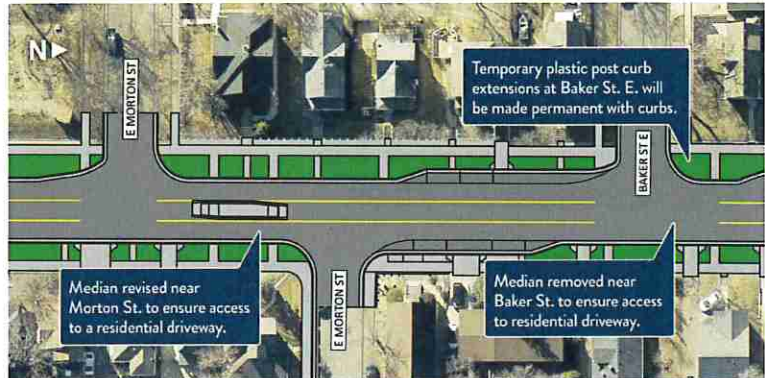 N
E MORTON ST
Temporary plastic post curb
extensions at Baker St. E. will
be made permanent with curbs.
BAKER ST E
Median revised near
Morton St. to ensure access
to a residential driveway.
E MORTON ST
Median removed near
Baker St. to ensure access
to residential driveway.